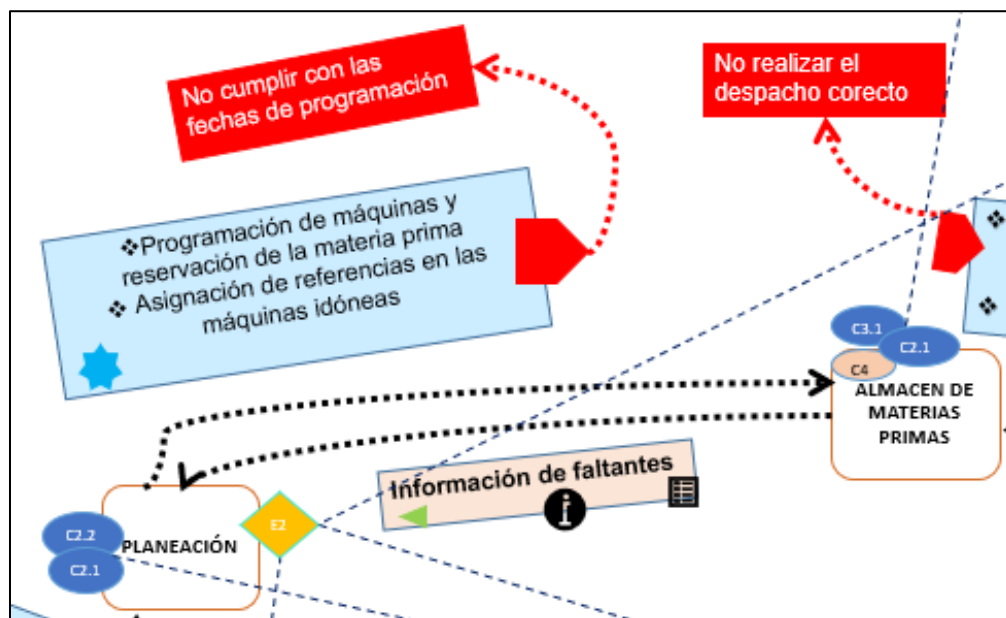 No cumplir con las
fechas de programación
No realizar el
despacho corecto
❖Programación de máquinas y
reservación de la materia prima
❖ Asignación de referencias en las
máquinas idóneas
C3.1
C2.1
C4
ALMACEN DE
MATERIAS
PRIMAS
Información de faltantes
C2.2
C2.1
PLANEACIÓN
E2